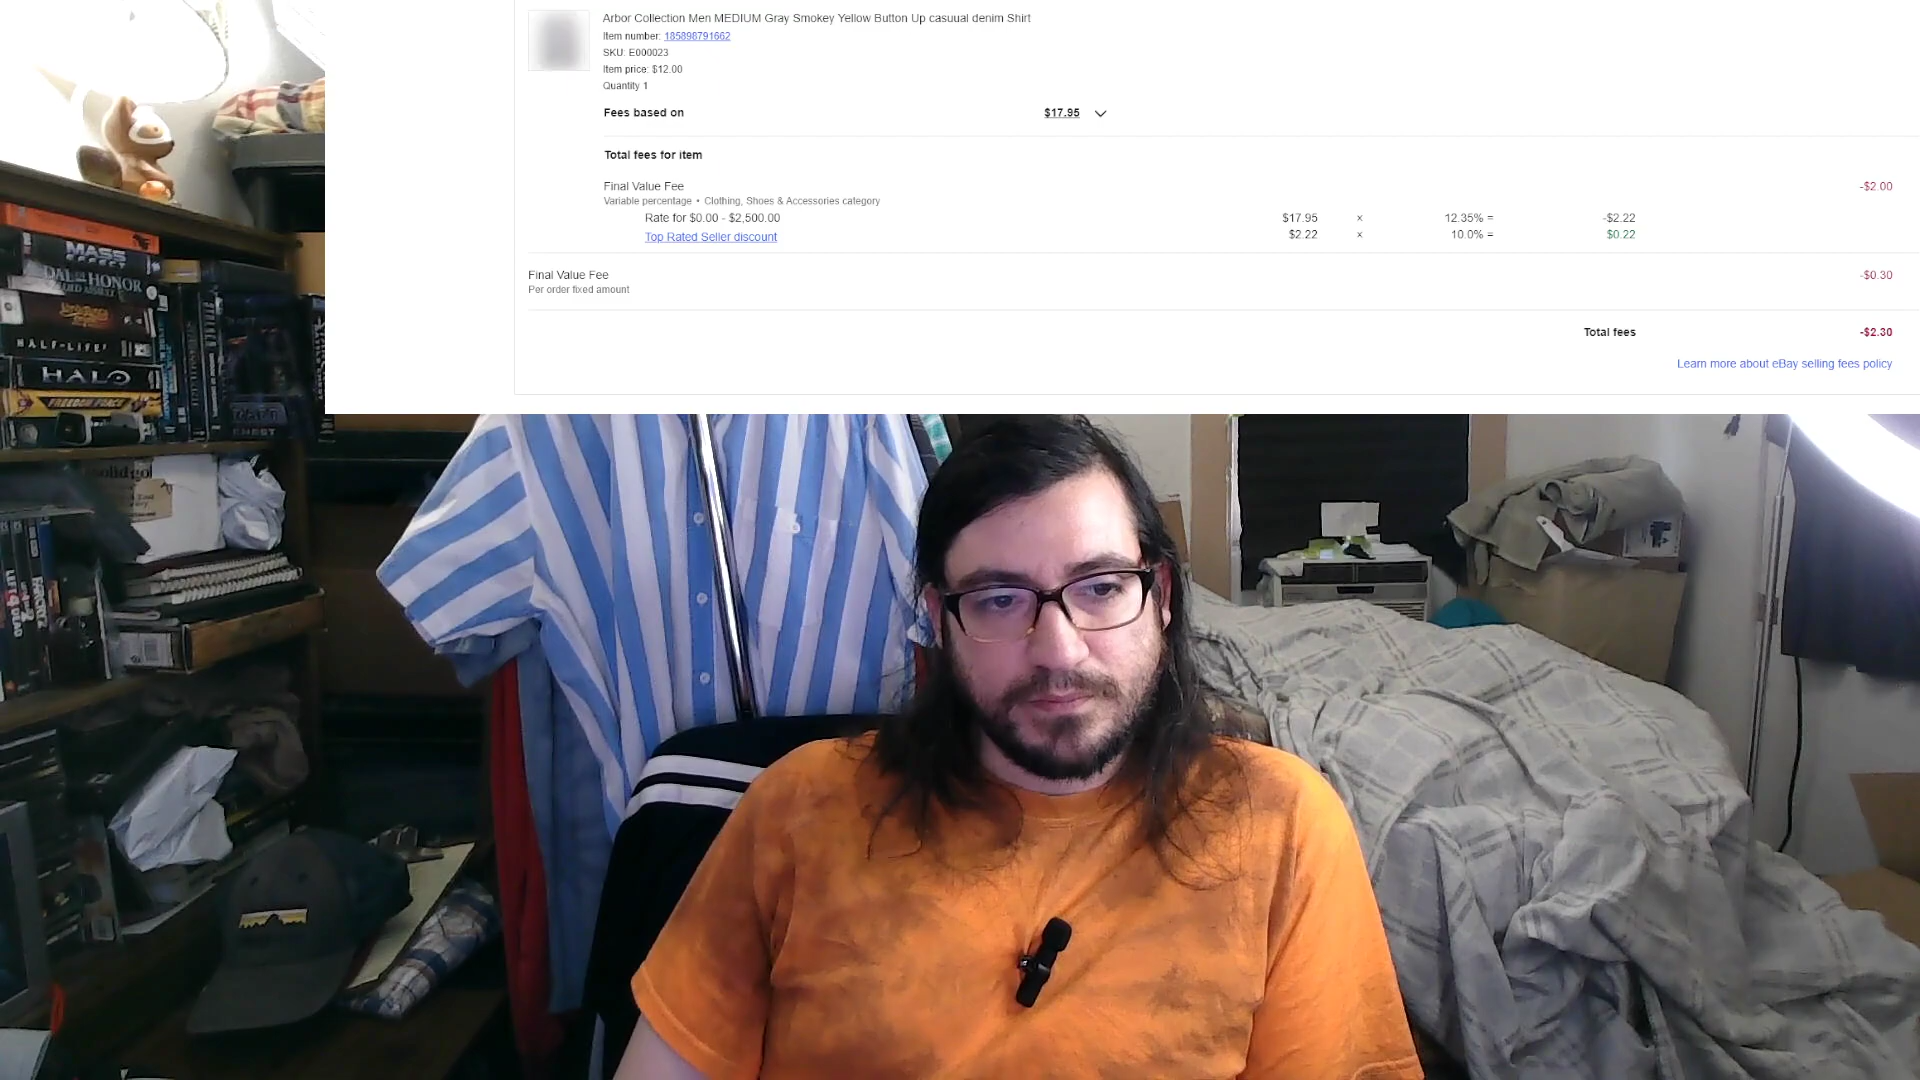 Arbor Collection Men MEDIUM Gray Smokey Yellow Button Up casuual denim Shirt
Item number: 185898791662
SKU: E000023
Item price: $12.00
Quantity 1
Fees based on $17.95
Total fees for item
Final Value Fee -$2.00
Variable percentage • Clothing, Shoes & Accessories category
Rate for $0.00 - $2,500.00 $17.95 x 12.35% = -$2.22
Top Rated Seller discount $2.22 x 10.0% = $0.22
Final Value Fee -$0.30
Per order fixed amount
Total fees -$2.30
Learn more about eBay selling fees policy
MASS
EFFECT
HONOR
HALF-LIFE
HALO
FREEDOM FORCE